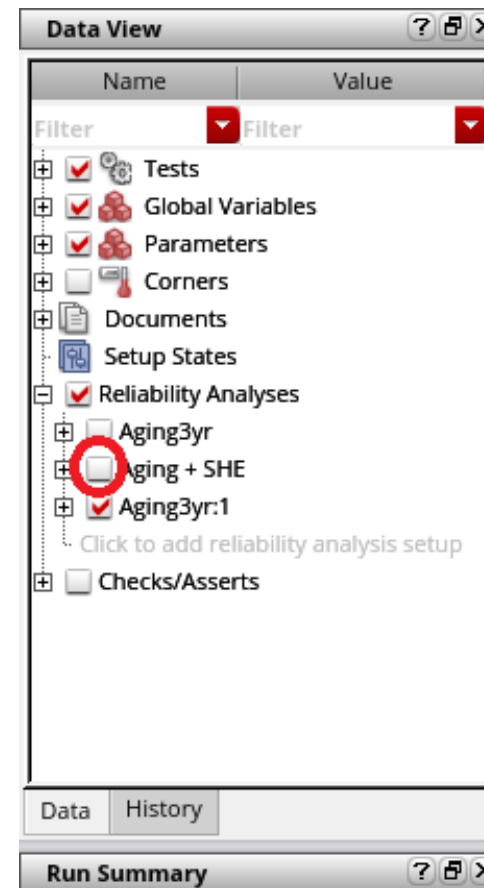 Data View
Name Value
Filter Filter
Tests
Global Variables
Parameters
Corners
Documents
Setup States
Reliability Analyses
Aging3yr
Aging + SHE
Aging3yr:1
Click to add reliability analysis setup
Checks/Asserts
Data History
Run Summary